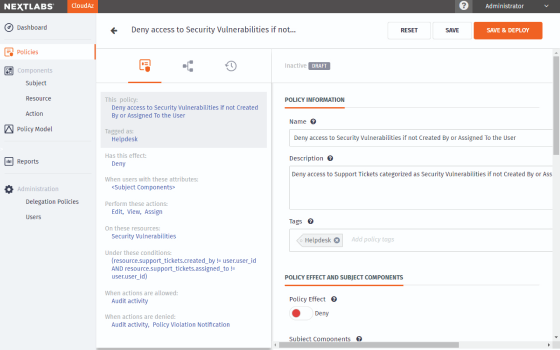 NEXTLABS® CloudAz
Administrator
Dashboard
Policies
Components
Subject
Resource
Action
Policy Model
Reports
Administration
Delegation Policies
Users
Deny access to Security Vulnerabilities if not...
RESET
SAVE
SAVE & DEPLOY
This policy:
Deny access to Security Vulnerabilities if not Created
By or Assigned To the User
Tagged as:
Helpdesk
Has this effect:
Deny
When users with these attributes:
<Subject Components>
Perform these actions:
Edit, View, Assign
On these resources:
Security Vulnerabilities
Under these conditions:
(resource.support_tickets.created_by != user.user_id
AND resource.support_tickets.assigned_to !=
user.user_id)
When actions are allowed:
Audit activity
When actions are denied:
Audit activity, Policy Violation Notification
Inactive DRAFT
POLICY INFORMATION
Name
Deny access to Security Vulnerabilities if not Created By or Assigned To the User
Description
Deny access to Support Tickets categorized as Security Vulnerabilities if not Created By or Ass
Tags
Helpdesk
Add policy tags
POLICY EFFECT AND SUBJECT COMPONENTS
Policy Effect
Deny
Subject Components